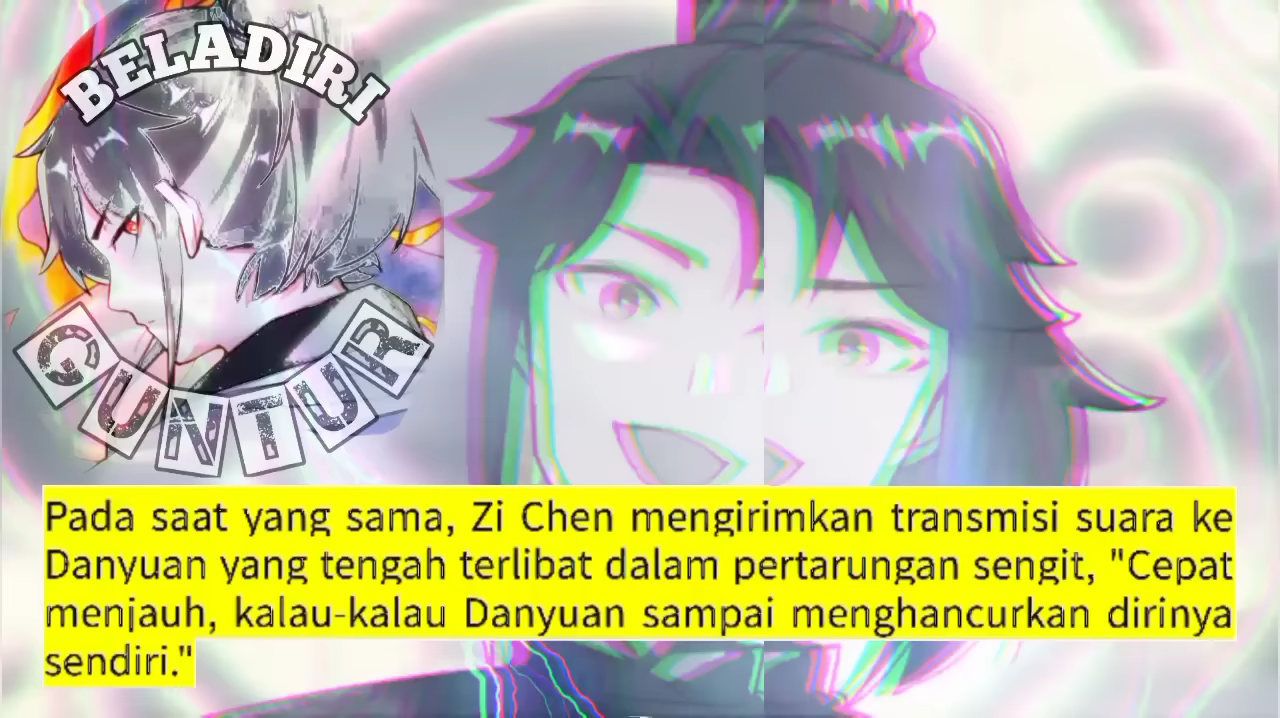 BELADIRI
GUNTUR
Pada saat yang sama, Zi Chen mengirimkan transmisi suara ke
Danyuan yang tengah terlibat dalam pertarungan sengit, "Cepat
menjauh, kalau-kalau Danyuan sampai menghancurkan dirinya
sendiri."